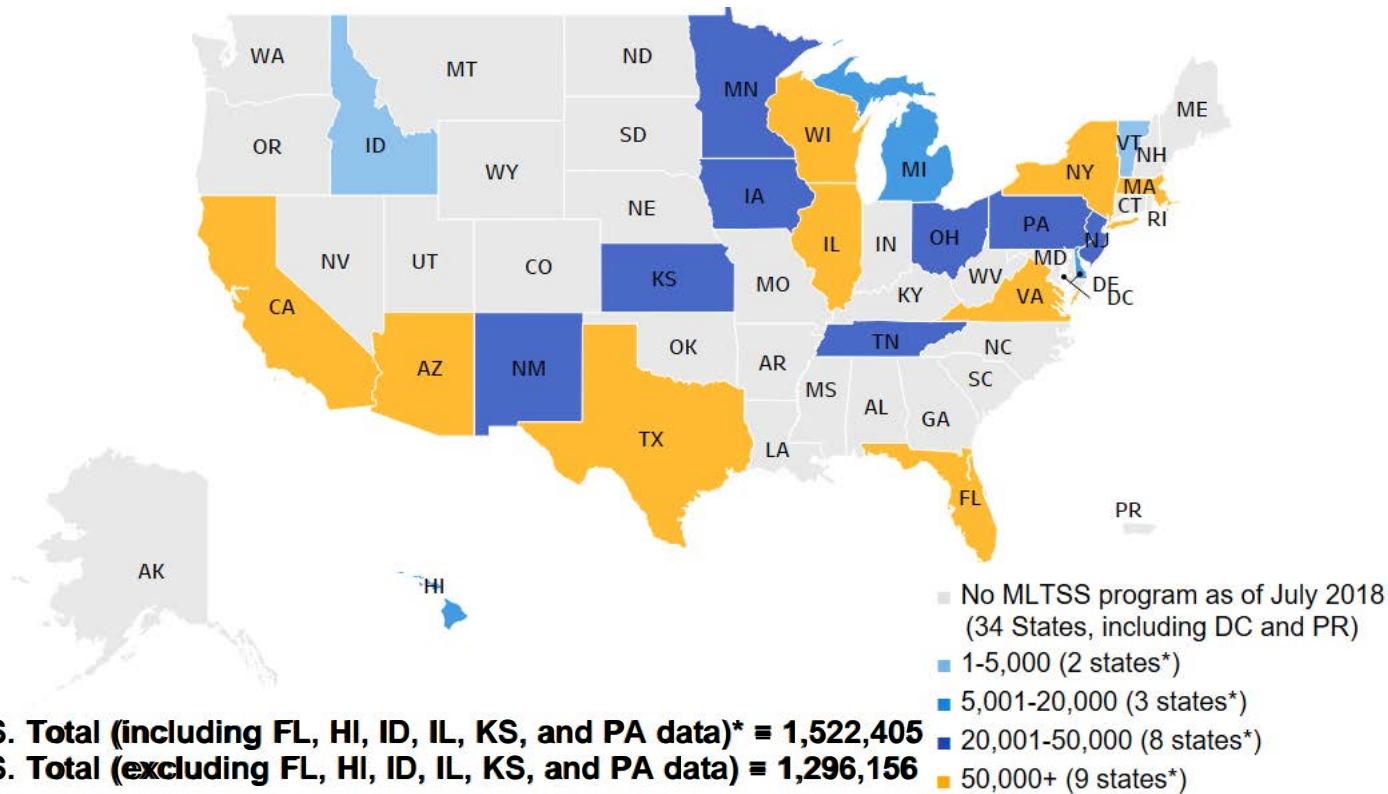 WA
MT
ND
MN
ME
OR
ID
SD
WI
VT
NH
WY
MI
NY
MA
CT
RI
NE
IA
PA
NJ
NV
UT
CO
KS
MO
IL
IN
OH
WV
MD
DE
DC
KY
VA
CA
AZ
NM
OK
AR
TN
NC
SC
TX
LA
MS
AL
GA
FL
PR
AK
HI
No MLTSS program as of July 2018
(34 States, including DC and PR)
1-5,000 (2 states*)
5,001-20,000 (3 states*)
20,001-50,000 (8 states*)
50,000+ (9 states*)
S. Total (including FL, HI, ID, IL, KS, and PA data)* = 1,522,405
S. Total (excluding FL, HI, ID, IL, KS, and PA data) = 1,296,156